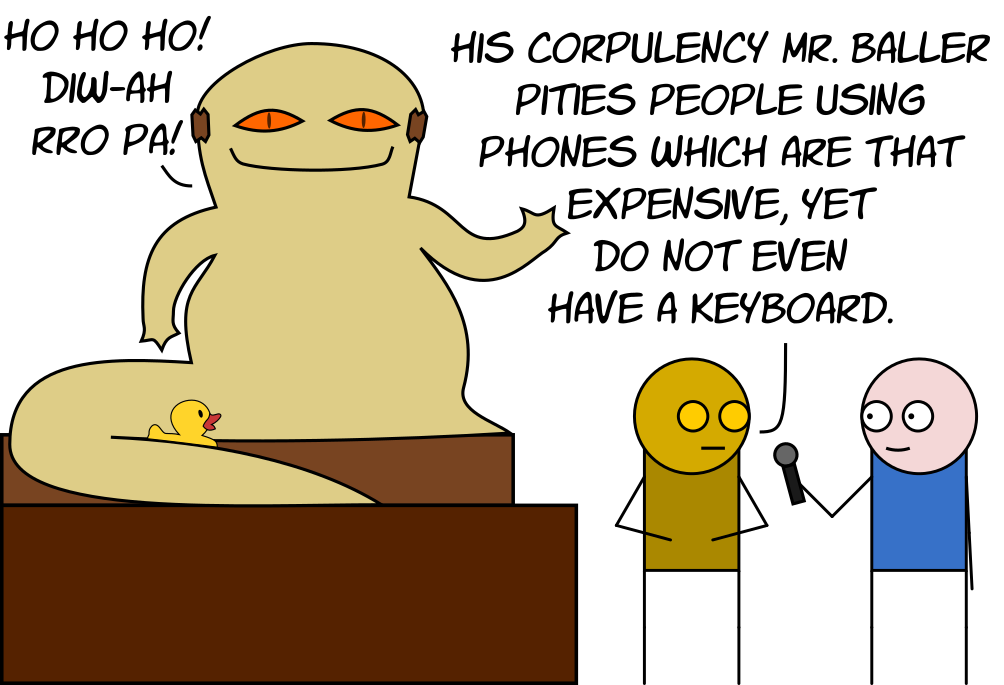 HO HO HO!
DIW-AH
RRO PA!
HIS CORPULENCY MR. BALLER
PITIES PEOPLE USING
PHONES WHICH ARE THAT
EXPENSIVE, YET
DO NOT EVEN
HAVE A KEYBOARD.